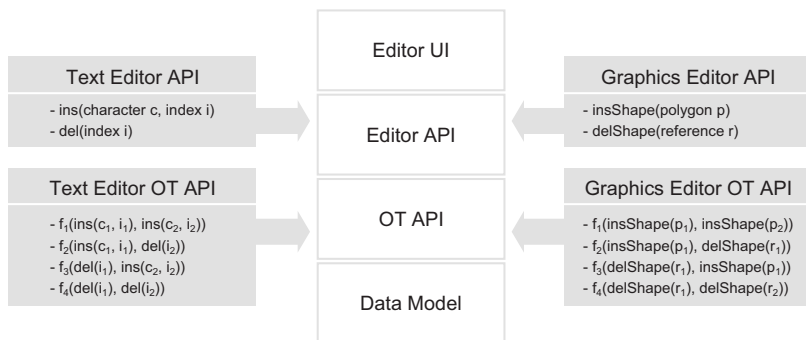 Editor UI
Text Editor API
- ins(character c, index i)
- del(index i)
Editor API
Graphics Editor API
- insShape(polygon p)
- delShape(reference r)
Text Editor OT API
- f₁(ins(c₁, i₁), ins(c₂, i₂))
- f₂(ins(c₁, i₁), del(i₂))
- f₃(del(i₁), ins(c₂, i₂))
- f₄(del(i₁), del(i₂))
OT API
Graphics Editor OT API
- f₁(insShape(p₁), insShape(p₂))
- f₂(insShape(p₁), delShape(r₁))
- f₃(delShape(r₁), insShape(p₁))
- f₄(delShape(r₁), delShape(r₂))
Data Model